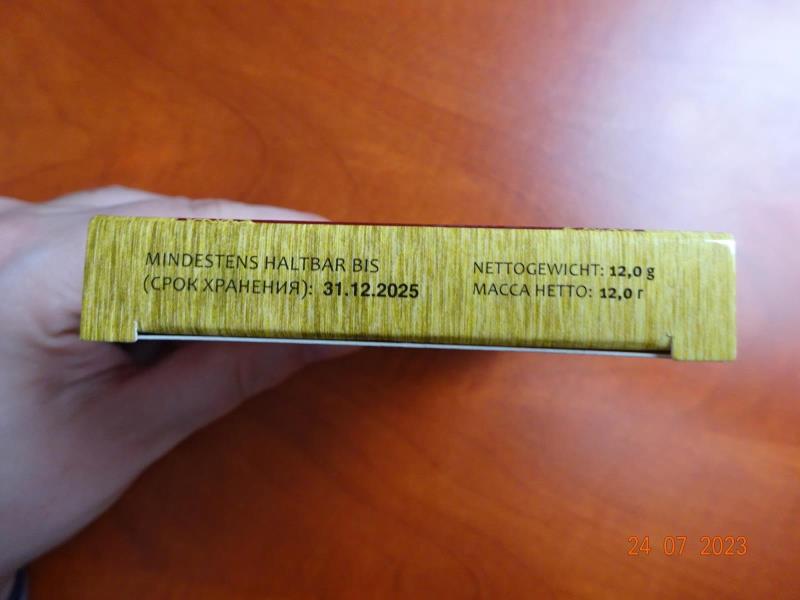 MINDESTENS HALTBAR BIS
(СРОК ХРАНЕНИЯ): 31.12.2025
NETTOGEWICHT: 12,0 g
МАССА НЕТТО: 12,0 г
24 07 2023